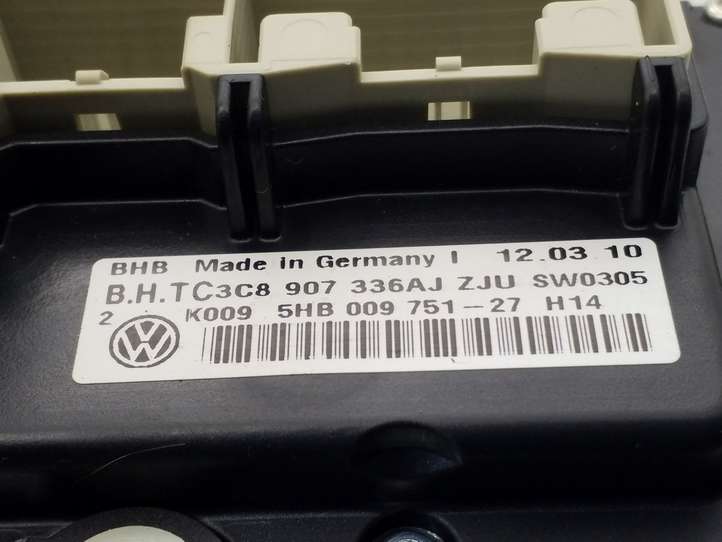 BHB Made in Germany I 12.03.10
B.H.TC3C8 907 336AJ ZJU SW0305
2 K009 5HB 009 751-27 H14